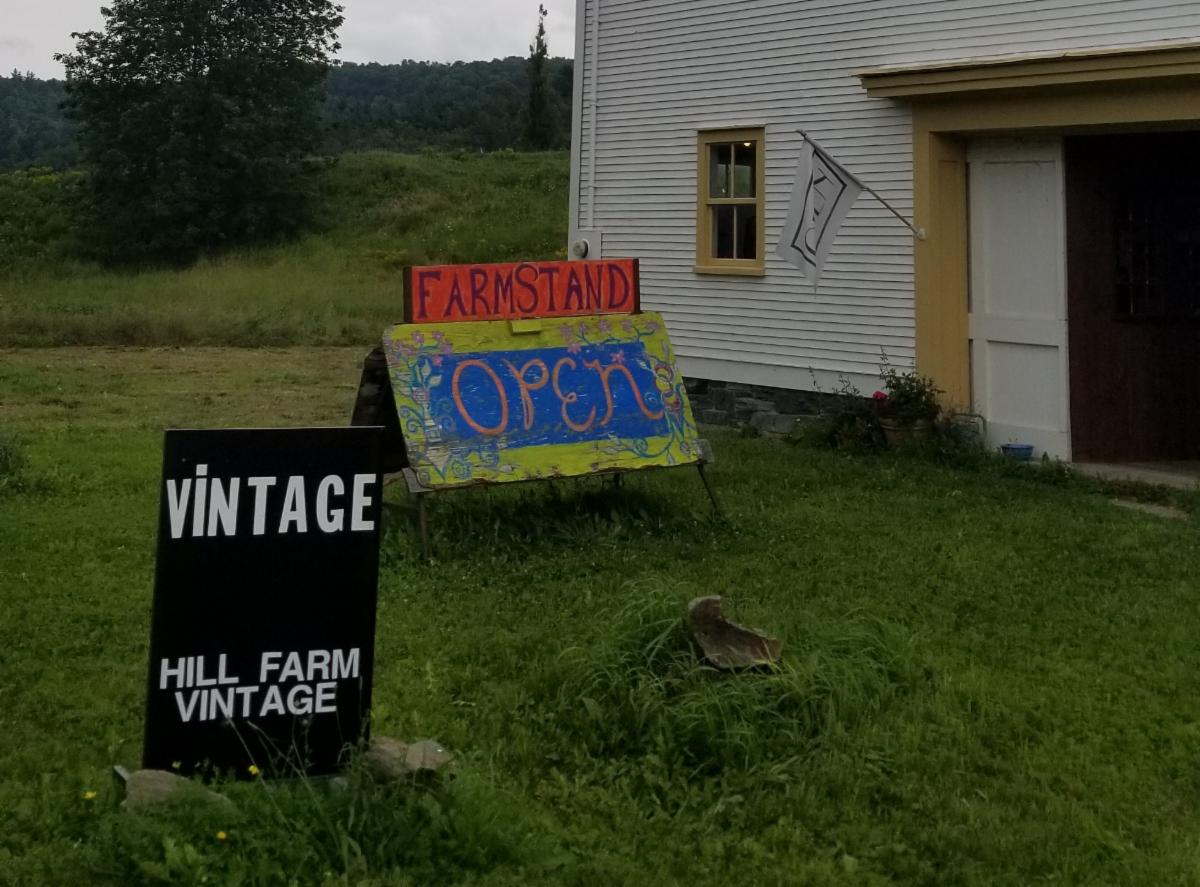 FARMSTAND
OPEn
ViNTAGE
HILL FARM
VINTAGE